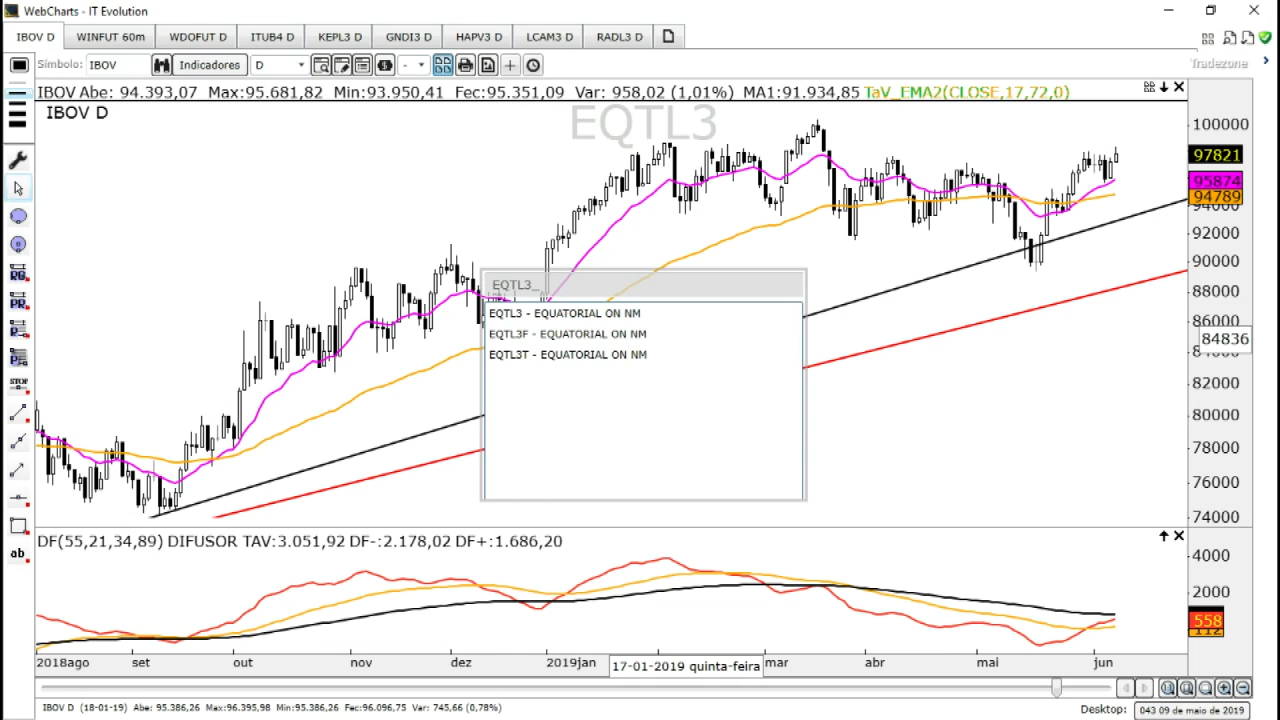 WebCharts - IT Evolution
IBOV D WINFUT 60m WDOFUT D ITUB4 D KEPL3 D GNDI3 D HAPV3 D LCAM3 D RADL3 D
Símbolo: IBOV Indicadores D -
Tradezone
IBOV Abe: 94.393,07 Max:95.681,82 Min:93.950,41 Fec:95.351,09 Var: 958,02 (1,01%) MA1:91.934,85 TaV_EMA2(CLOSE,17,72,0)
IBOV D
EQTL3
100000
97821
95874
94789
94000
92000
90000
88000
86000
84836
84000
82000
80000
78000
76000
74000
EQTL3_
EQTL3 - EQUATORIAL ON NM
EQTL3F - EQUATORIAL ON NM
EQTL3T - EQUATORIAL ON NM
RG
PR
STOP
ab
DF(55,21,34,89) DIFUSOR TAV:3.051,92 DF-:2.178,02 DF+:1.686,20
4000
2000
558
112
2018ago set out nov dez 2019jan 17-01-2019 quinta-feira mar abr mai jun
IBOV D (18-01-19) Abe: 95.386,26 Max:96.395,98 Min:95.386,26 Fec:96.096,75 Var: 745,66 (0,78%)
Desktop: 043 09 de maio de 2019